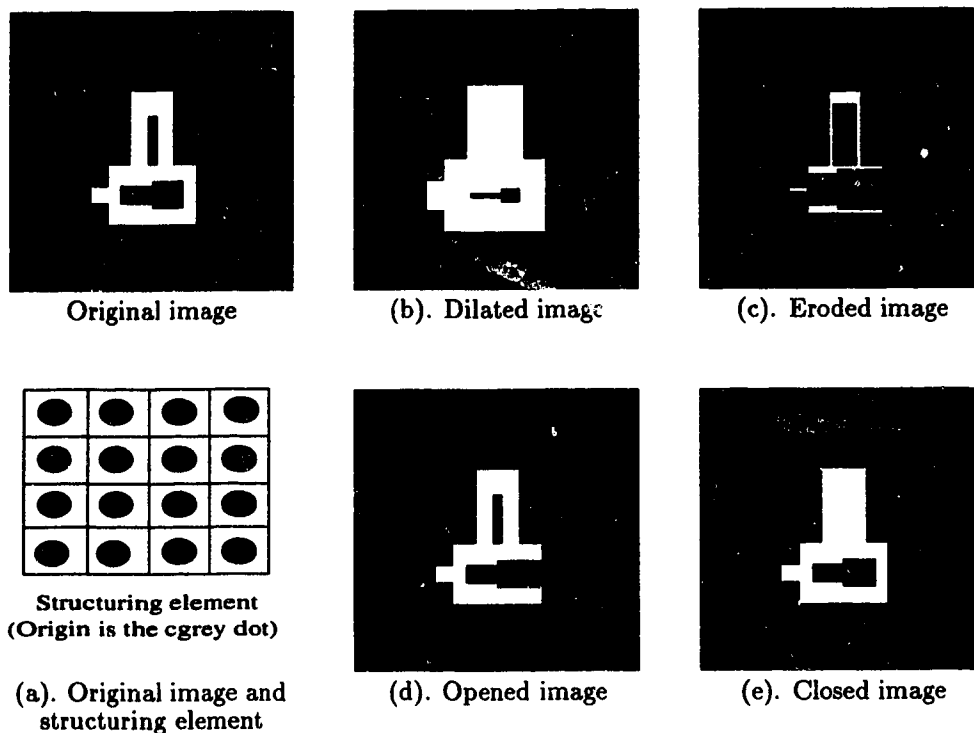 Original image
(b). Dilated image
(c). Eroded image
Structuring element
(Origin is the cgrey dot)
(a). Original image and
structuring element
(d). Opened image
(e). Closed image